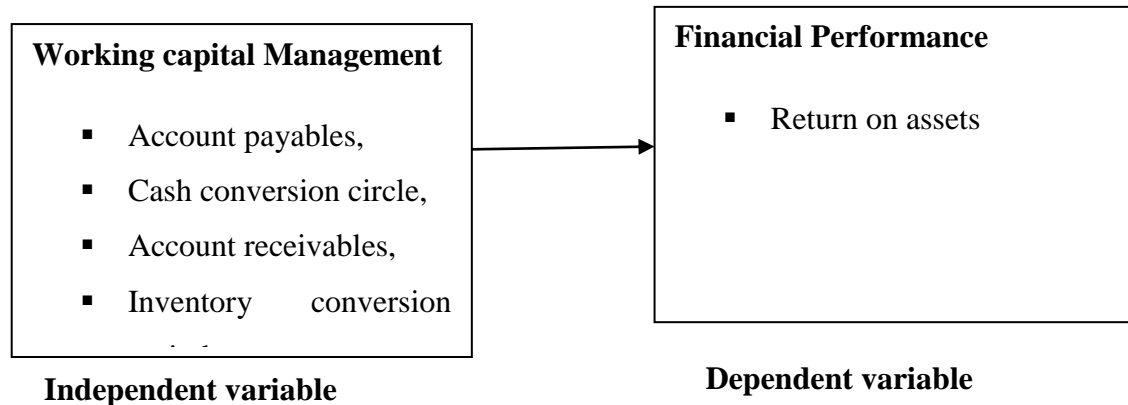 Working capital Management
▪ Account payables,
▪ Cash conversion circle,
▪ Account receivables,
▪ Inventory conversion
Independent variable
Financial Performance
▪ Return on assets
Dependent variable